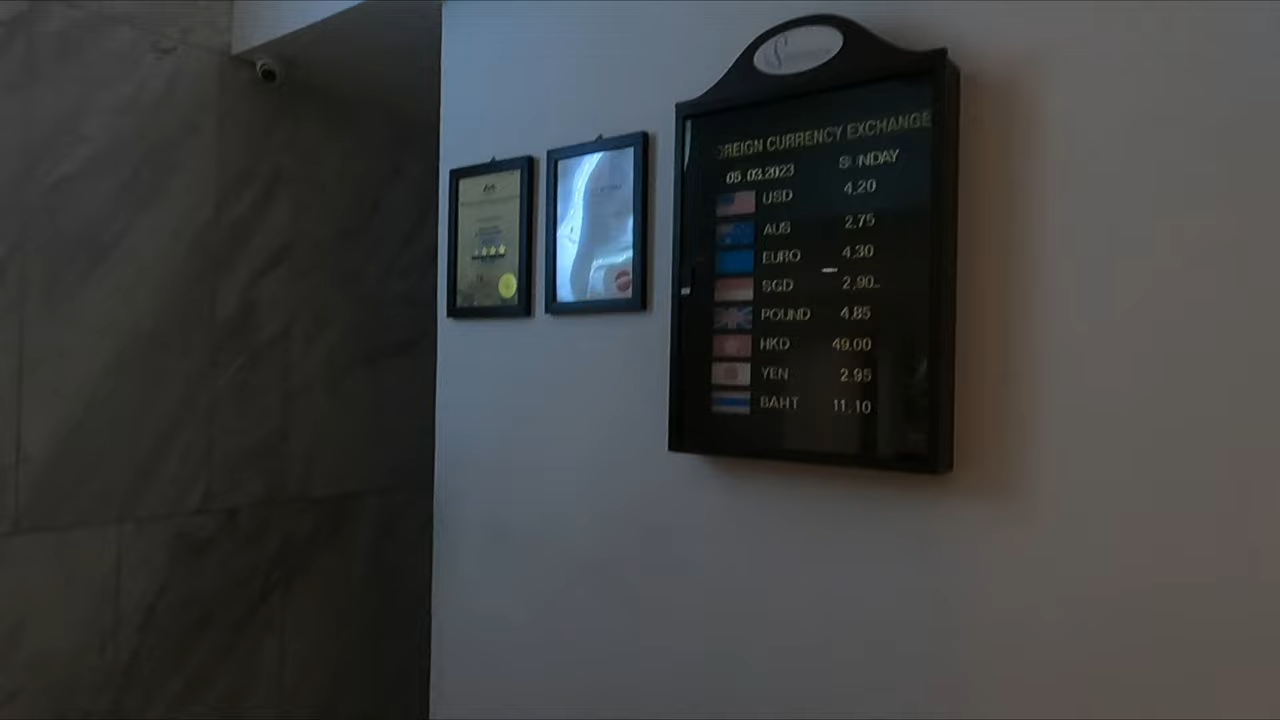 OREIGN CURRENCY EXCHANGE
05.03.2023 SUNDAY
USD 4.20
AUS 2.75
EURO 4.30
SGD 2.90
POUND 4.85
HKD 49.00
YEN 2.95
BAHT 11.10